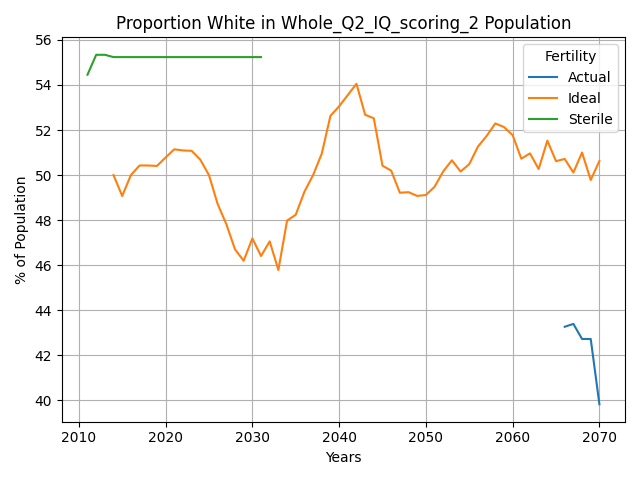 Proportion White in Whole_Q2_IQ_scoring_2 Population
% of Population
56
54
52
50
48
46
44
42
40
Fertility
Actual
Ideal
Sterile
2010 2020 2030 2040 2050 2060 2070
Years